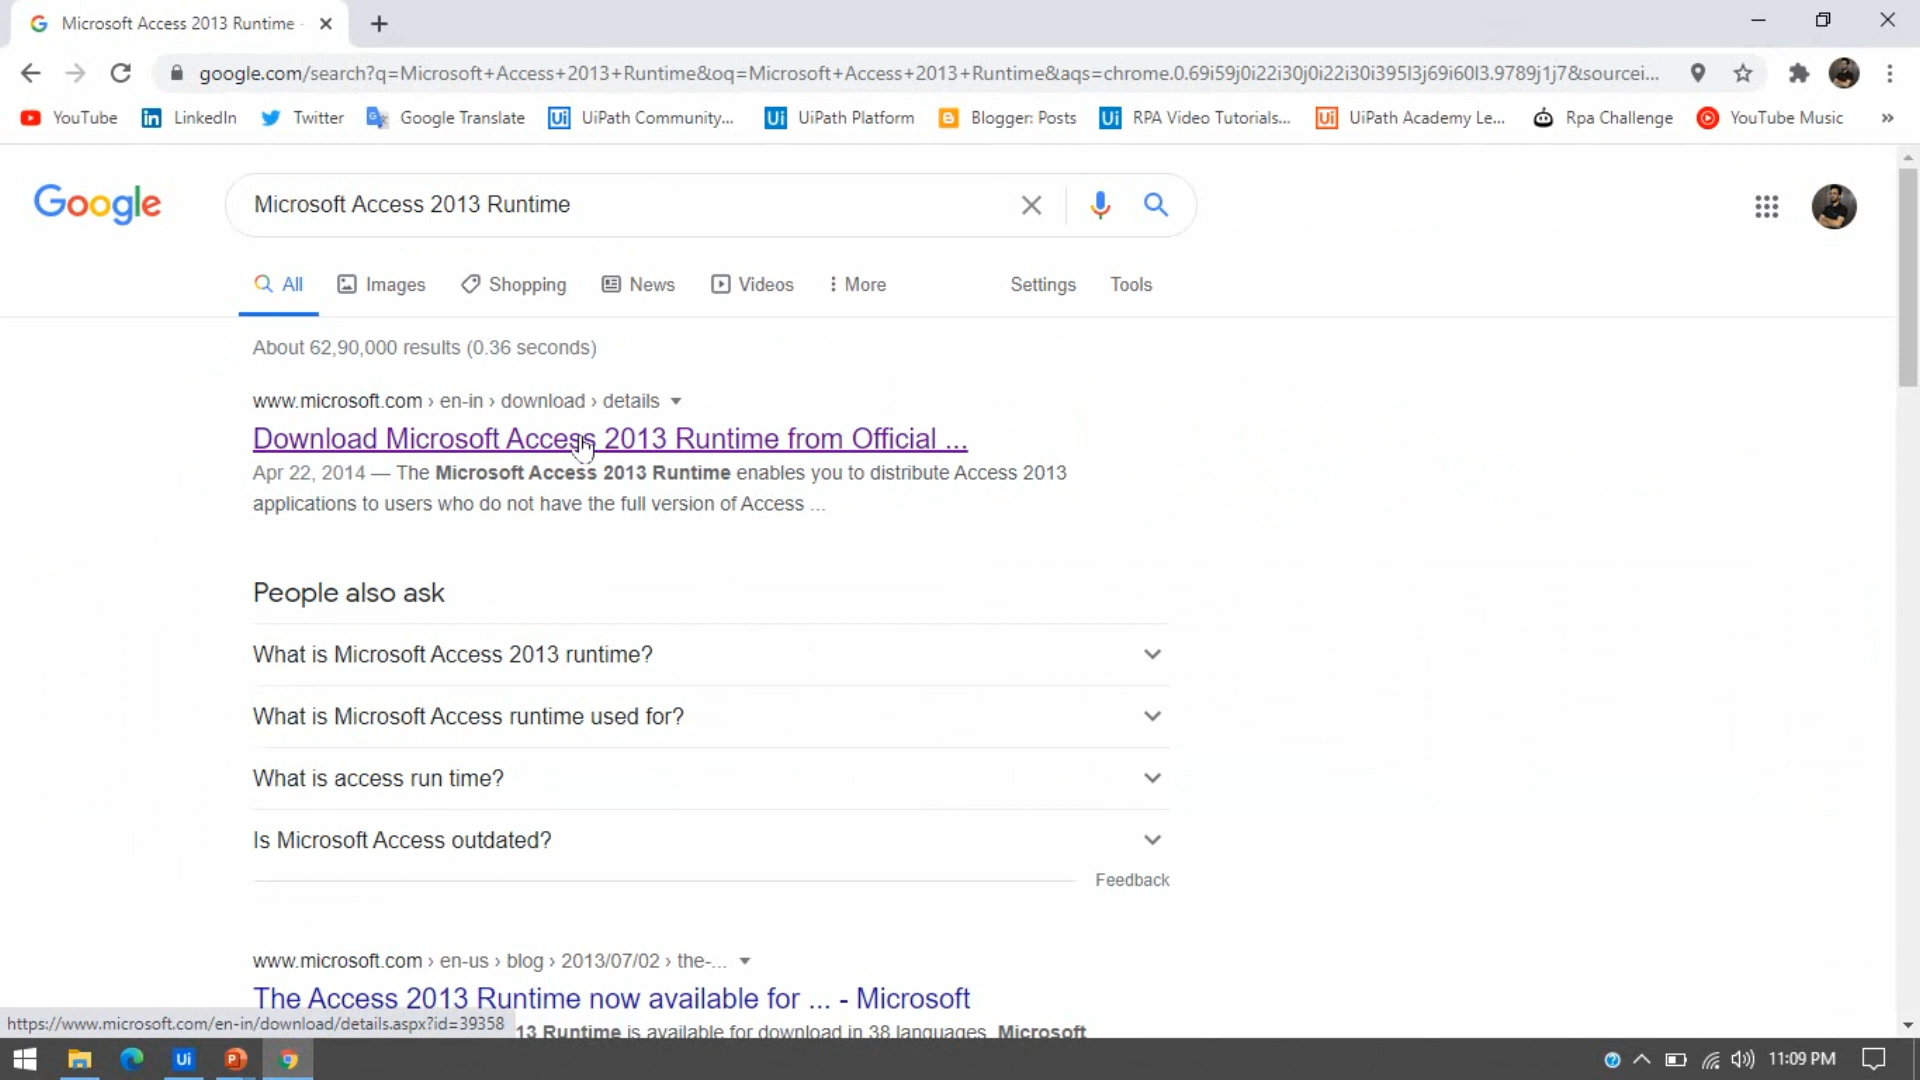 Microsoft Access 2013 Runtime -
google.com/search?q=Microsoft+Access+2013+Runtime&oq=Microsoft+Access+2013+Runtime&aqs=chrome.0.69i59j0i22i30j0i22i30i395l3j69i60l3.9789j1j7&sourcei...
YouTube LinkedIn Twitter Google Translate UiPath Community... UiPath Platform Blogger: Posts RPA Video Tutorials... UiPath Academy Le... Rpa Challenge YouTube Music »
Google
Microsoft Access 2013 Runtime
All Images Shopping News Videos More Settings Tools
About 62,90,000 results (0.36 seconds)
www.microsoft.com › en-in › download › details
Download Microsoft Access 2013 Runtime from Official ...
Apr 22, 2014 — The Microsoft Access 2013 Runtime enables you to distribute Access 2013
applications to users who do not have the full version of Access ...
People also ask
What is Microsoft Access 2013 runtime?
What is Microsoft Access runtime used for?
What is access run time?
Is Microsoft Access outdated?
Feedback
www.microsoft.com › en-us › blog › 2013/07/02 › the-...
The Access 2013 Runtime now available for ... - Microsoft
https://www.microsoft.com/en-in/download/details.aspx?id=39358
13 Runtime is available for download in 38 languages. Microsoft
11:09 PM